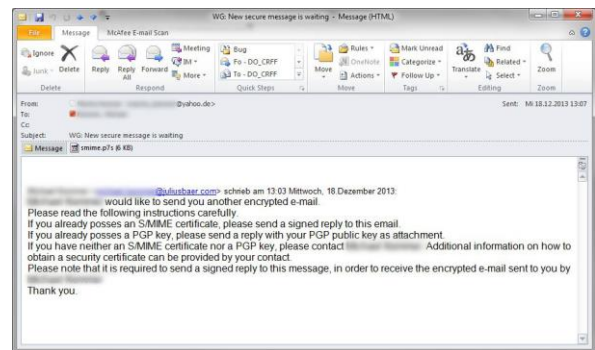 WG: New secure message is waiting - Message (HTML)
File Message McAfee E-mail Scan
Ignore
Junk
Delete
Reply
Reply All
Forward
Meeting
IM
More
Bug
Fo - DO_CRFF
To - DO_CRFF
Move
Rules
OneNote
Actions
Mark Unread
Categorize
Follow Up
Translate
Find
Related
Select
Zoom
Delete Respond Quick Steps Move Tags Editing Zoom
From: @yahoo.de> Sent: Mi 18.12.2013 13:07
To:
Cc:
Subject: WG: New secure message is waiting
Message smime.p7s (6 KB)
@juliusbaer.com> schrieb am 13:03 Mittwoch, 18.Dezember 2013:
would like to send you another encrypted e-mail.
Please read the following instructions carefully.
If you already posses an S/MIME certificate, please send a signed reply to this email.
If you already posses a PGP key, please send a reply with your PGP public key as attachment.
If you have neither an S/MIME certificate nor a PGP key, please contact Additional information on how to
obtain a security certificate can be provided by your contact.
Please note that it is required to send a signed reply to this message, in order to receive the encrypted e-mail sent to you by
Thank you.